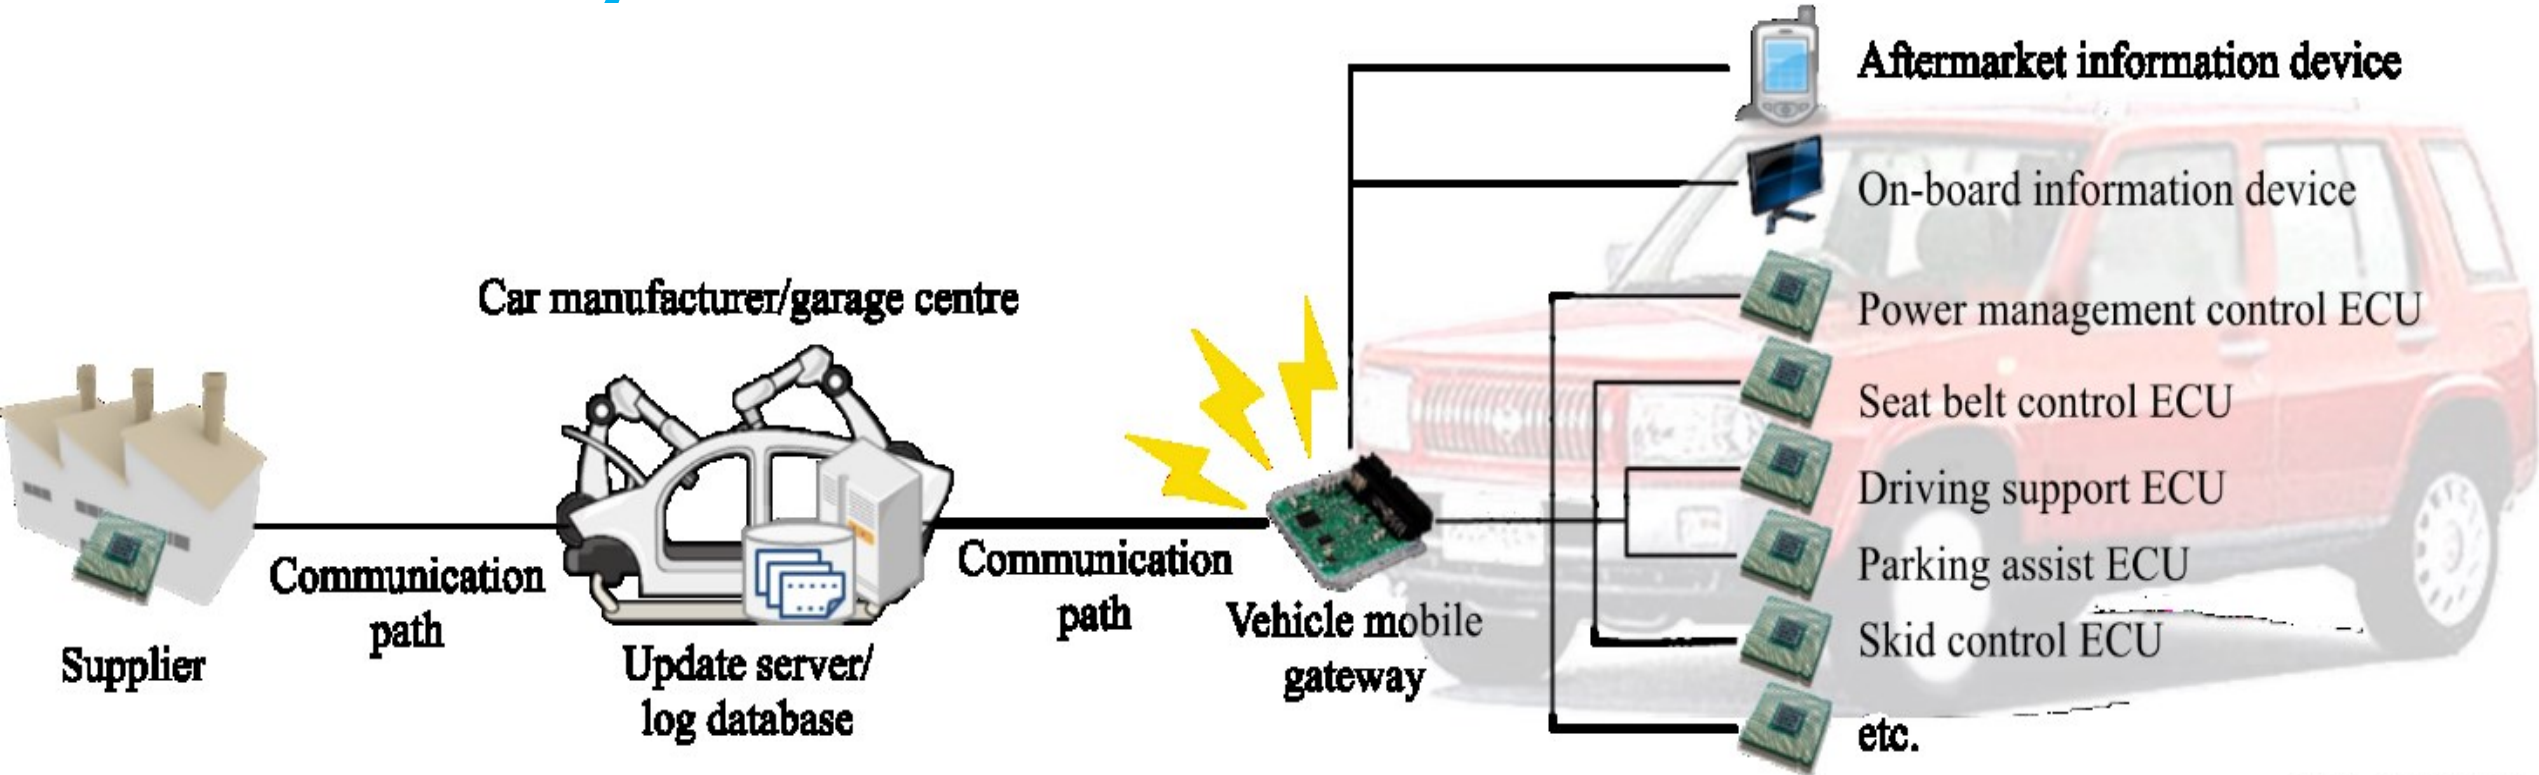 Aftermarket information device
On-board information device
Car manufacturer/garage centre
Power management control ECU
Seat belt control ECU
Driving support ECU
Communication
path
Communication
path
Parking assist ECU
Vehicle mobile
gateway
Skid control ECU
Supplier
Update server/
log database
etc.